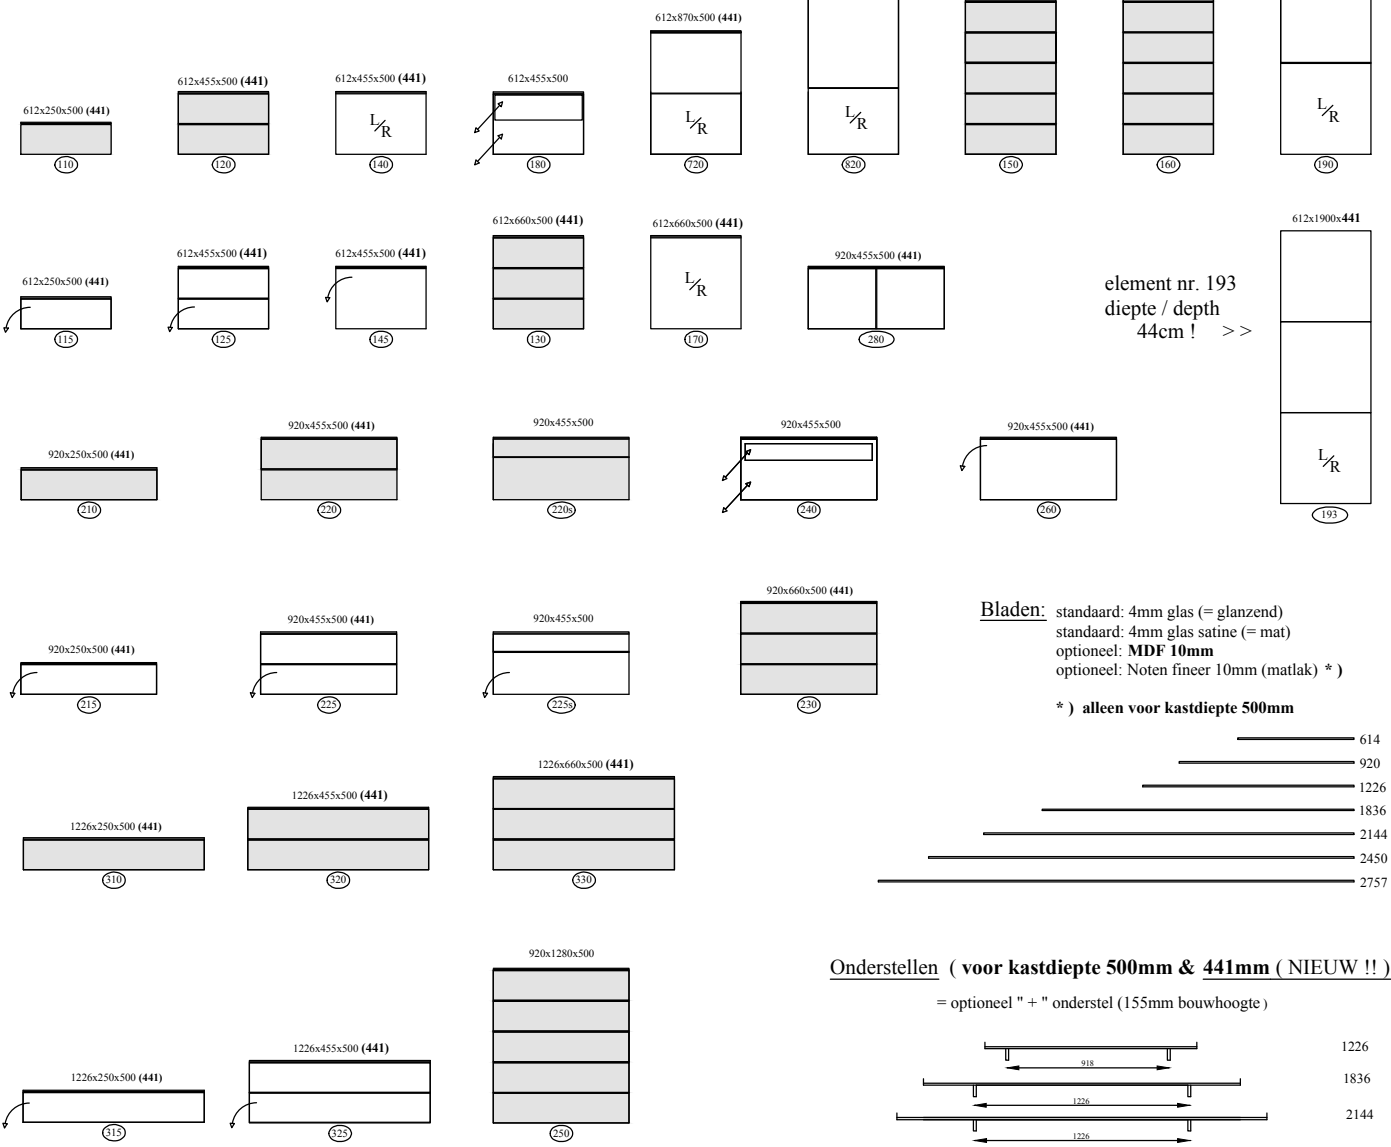 612x870x500 (441)
612x455x500 (441)
612x455x500 (441)
612x455x500
612x250x500 (441)
L/R
L/R
L/R
L/R
110
120
140
180
720
820
150
160
190
612x660x500 (441)
612x660x500 (441)
612x1900x441
612x455x500 (441)
612x455x500 (441)
920x455x500 (441)
612x250x500 (441)
L/R
element nr. 193
diepte / depth
44cm ! > >
115
125
145
130
170
280
920x455x500 (441)
920x455x500
920x455x500
920x455x500 (441)
920x250x500 (441)
L/R
210
220
220s
240
260
193
920x660x500 (441)
920x455x500 (441)
920x455x500
920x250x500 (441)
215
225
225s
230
Bladen: standaard: 4mm glas (= glanzend)
standaard: 4mm glas satine (= mat)
optioneel: MDF 10mm
optioneel: Noten fineer 10mm (matlak) * )
* ) alleen voor kastdiepte 500mm
614
920
1226
1836
2144
2450
2757
1226x660x500 (441)
1226x455x500 (441)
1226x250x500 (441)
310
320
330
920x1280x500
1226x455x500 (441)
1226x250x500 (441)
315
325
250
Onderstellen ( voor kastdiepte 500mm & 441mm ( NIEUW !! )
= optioneel " + " onderstel (155mm bouwhoogte )
1226
918
1836
1226
2144
1226